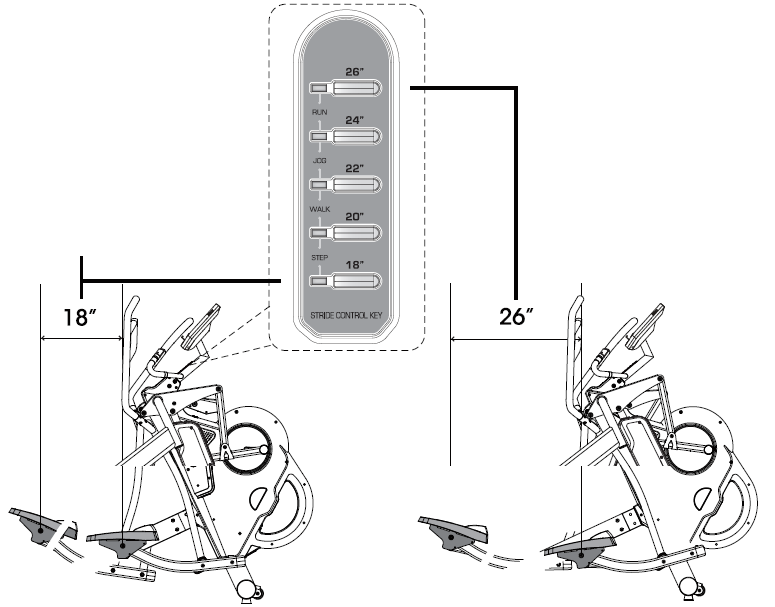 26”
RUN
24”
JOG
22”
WALK
20”
STEP
18”
STRIDE CONTROL KEY
18”
26”